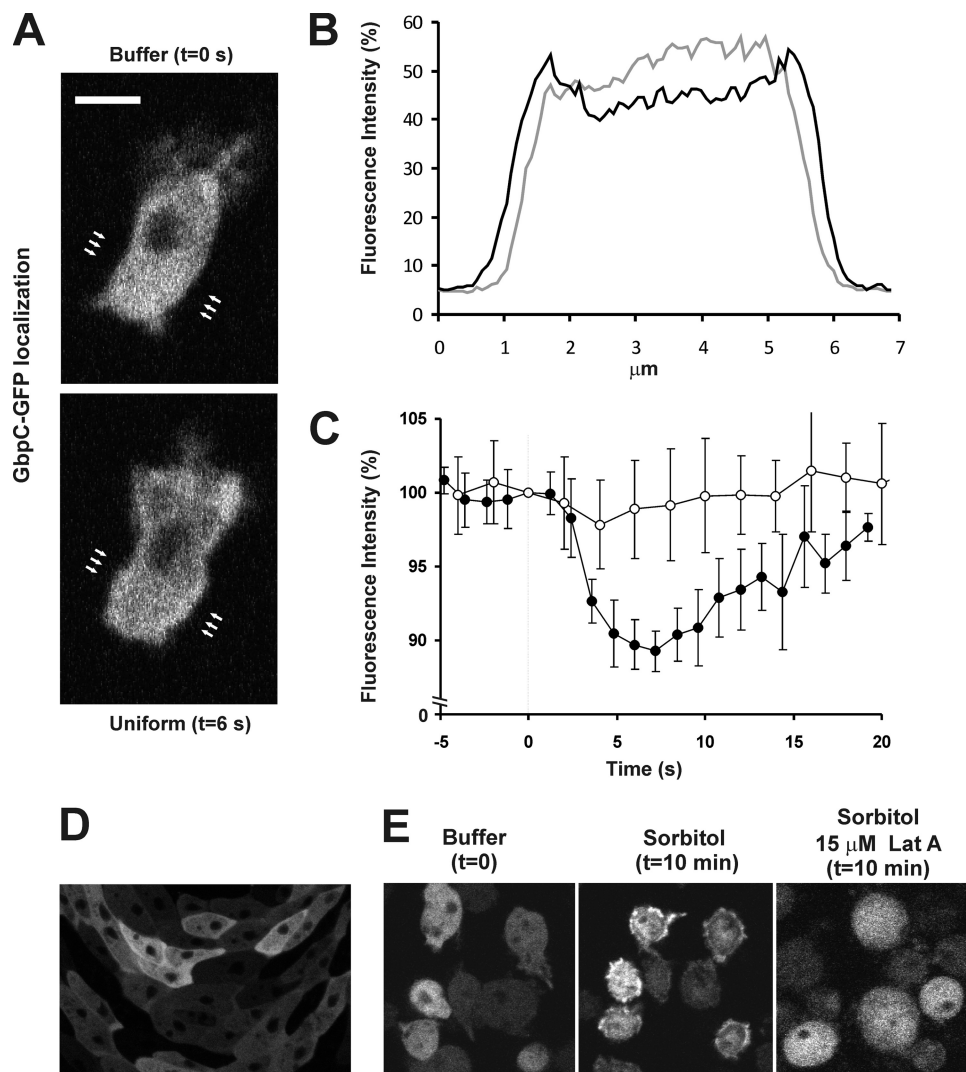 A
Buffer (t=0 s)
GbpC-GFP localization
Uniform (t=6 s)
B
Fluorescence Intensity (%)
60
50
40
30
20
10
0
0 1 2 3 4 5 6 7
μm
C
Fluorescence Intensity (%)
105
100
95
90
0
-5 0 5 10 15 20
Time (s)
D
E
Buffer
(t=0)
Sorbitol
(t=10 min)
Sorbitol
15 μM Lat A
(t=10 min)